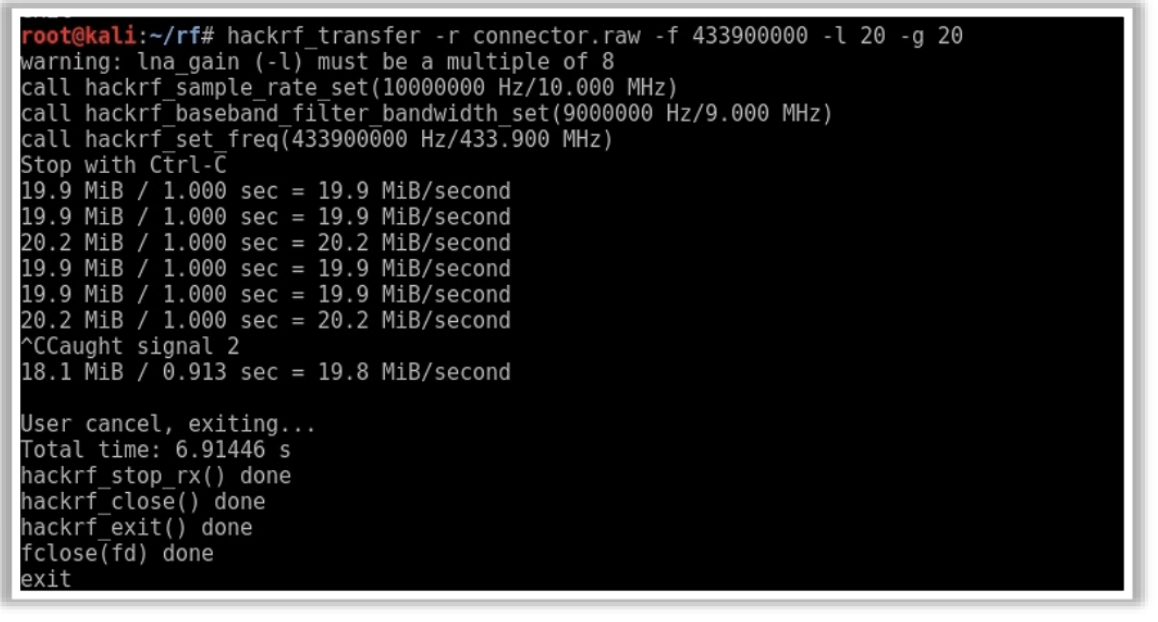 root@kali:~/rf# hackrf_transfer -r connector.raw -f 433900000 -l 20 -g 20
warning: lna_gain (-l) must be a multiple of 8
call hackrf_sample_rate_set(10000000 Hz/10.000 MHz)
call hackrf_baseband_filter_bandwidth_set(9000000 Hz/9.000 MHz)
call hackrf_set_freq(433900000 Hz/433.900 MHz)
Stop with Ctrl-C
19.9 MiB / 1.000 sec = 19.9 MiB/second
19.9 MiB / 1.000 sec = 19.9 MiB/second
20.2 MiB / 1.000 sec = 20.2 MiB/second
19.9 MiB / 1.000 sec = 19.9 MiB/second
19.9 MiB / 1.000 sec = 19.9 MiB/second
20.2 MiB / 1.000 sec = 20.2 MiB/second
^CCaught signal 2
18.1 MiB / 0.913 sec = 19.8 MiB/second
User cancel, exiting...
Total time: 6.91446 s
hackrf_stop_rx() done
hackrf_close() done
hackrf_exit() done
fclose(fd) done
exit